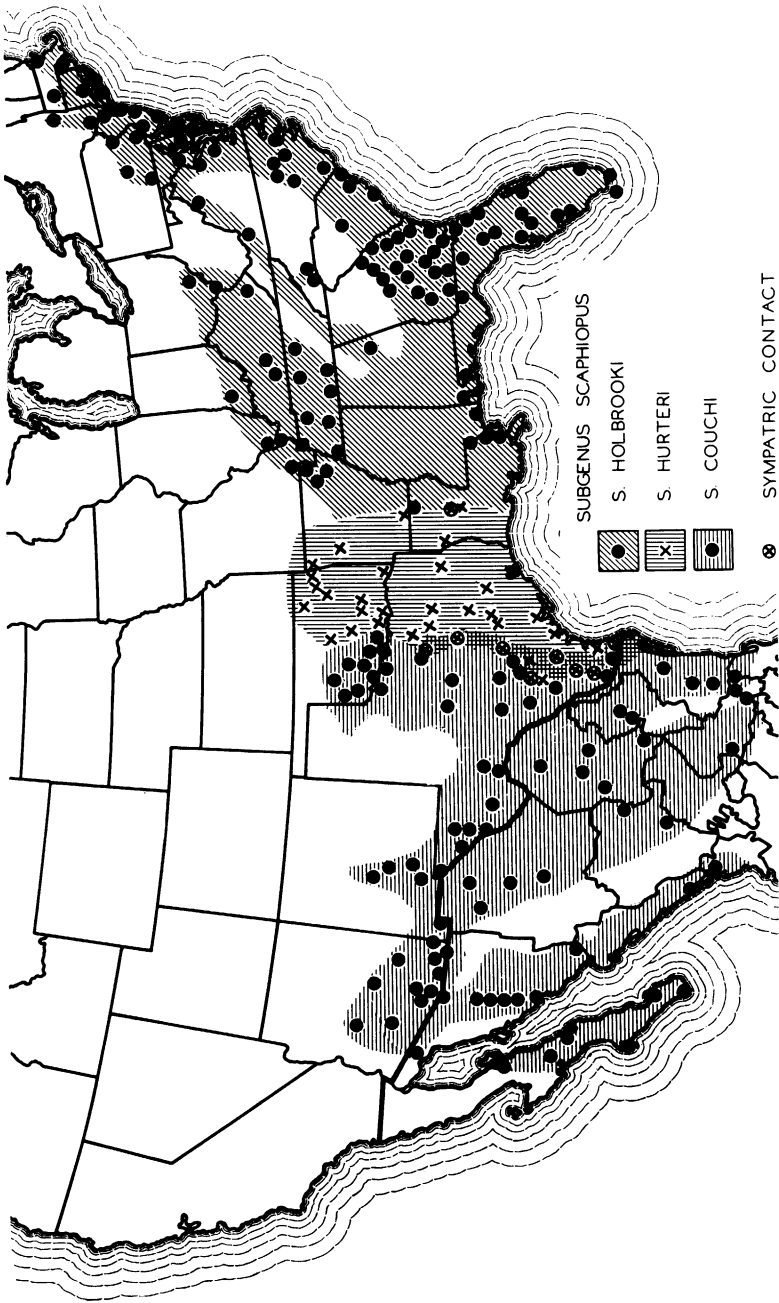 SUBGENUS SCAPHIOPUS
S. HOLBROOKI
S. HURTERI
S. COUCHI
SYMPATRIC CONTACT